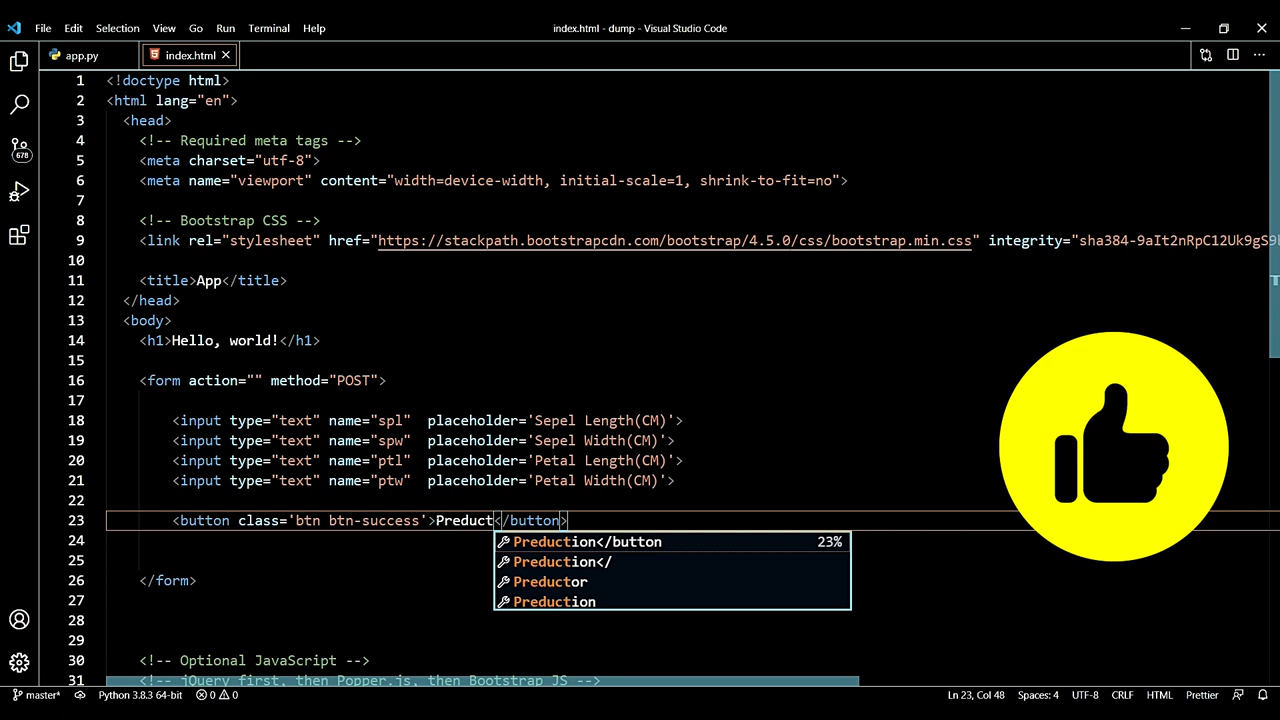 File Edit Selection View Go Run Terminal Help index.html - dump - Visual Studio Code
app.py index.html
1 <!doctype html>
2 <html lang="en">
3 <head>
4 <!-- Required meta tags -->
5 <meta charset="utf-8">
6 <meta name="viewport" content="width=device-width, initial-scale=1, shrink-to-fit=no">
7
8 <!-- Bootstrap CSS -->
9 <link rel="stylesheet" href="https://stackpath.bootstrapcdn.com/bootstrap/4.5.0/css/bootstrap.min.css" integrity="sha384-9aIt2nRpC12Uk9gS9
10
11 <title>App</title>
12 </head>
13 <body>
14 <h1>Hello, world!</h1>
15
16 <form action="" method="POST">
17
18 <input type="text" name="spl" placeholder='Sepel Length(CM)'>
19 <input type="text" name="spw" placeholder='Sepel Width(CM)'>
20 <input type="text" name="ptl" placeholder='Petal Length(CM)'>
21 <input type="text" name="ptw" placeholder='Petal Width(CM)'>
22
23 <button class='btn btn-success'>Preduct</button>
24 Preduction</button 23%
Preduction</
25 Preductor
26 </form> Preduction
27
28
29
30 <!-- Optional JavaScript -->
31 <!-- jQuery first, then Popper.js, then Bootstrap JS -->
678
master* Python 3.8.3 64-bit 0 0 Ln 23, Col 48 Spaces: 4 UTF-8 CRLF HTML Prettier